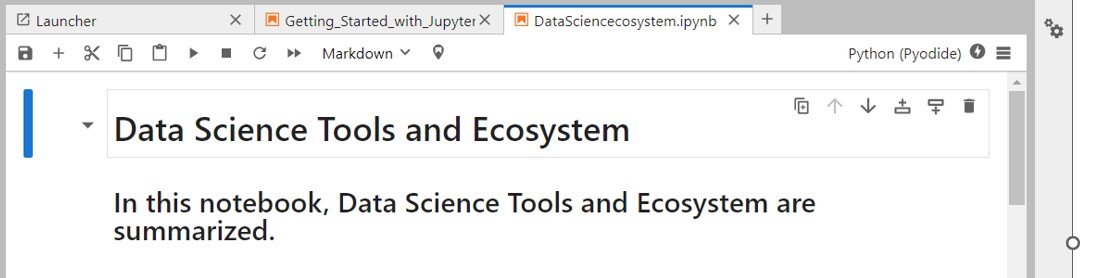 Launcher
Getting_Started_with_Jupyter
DataSciencecosystem.ipynb
Markdown
Python (Pyodide)
Data Science Tools and Ecosystem
In this notebook, Data Science Tools and Ecosystem are
summarized.